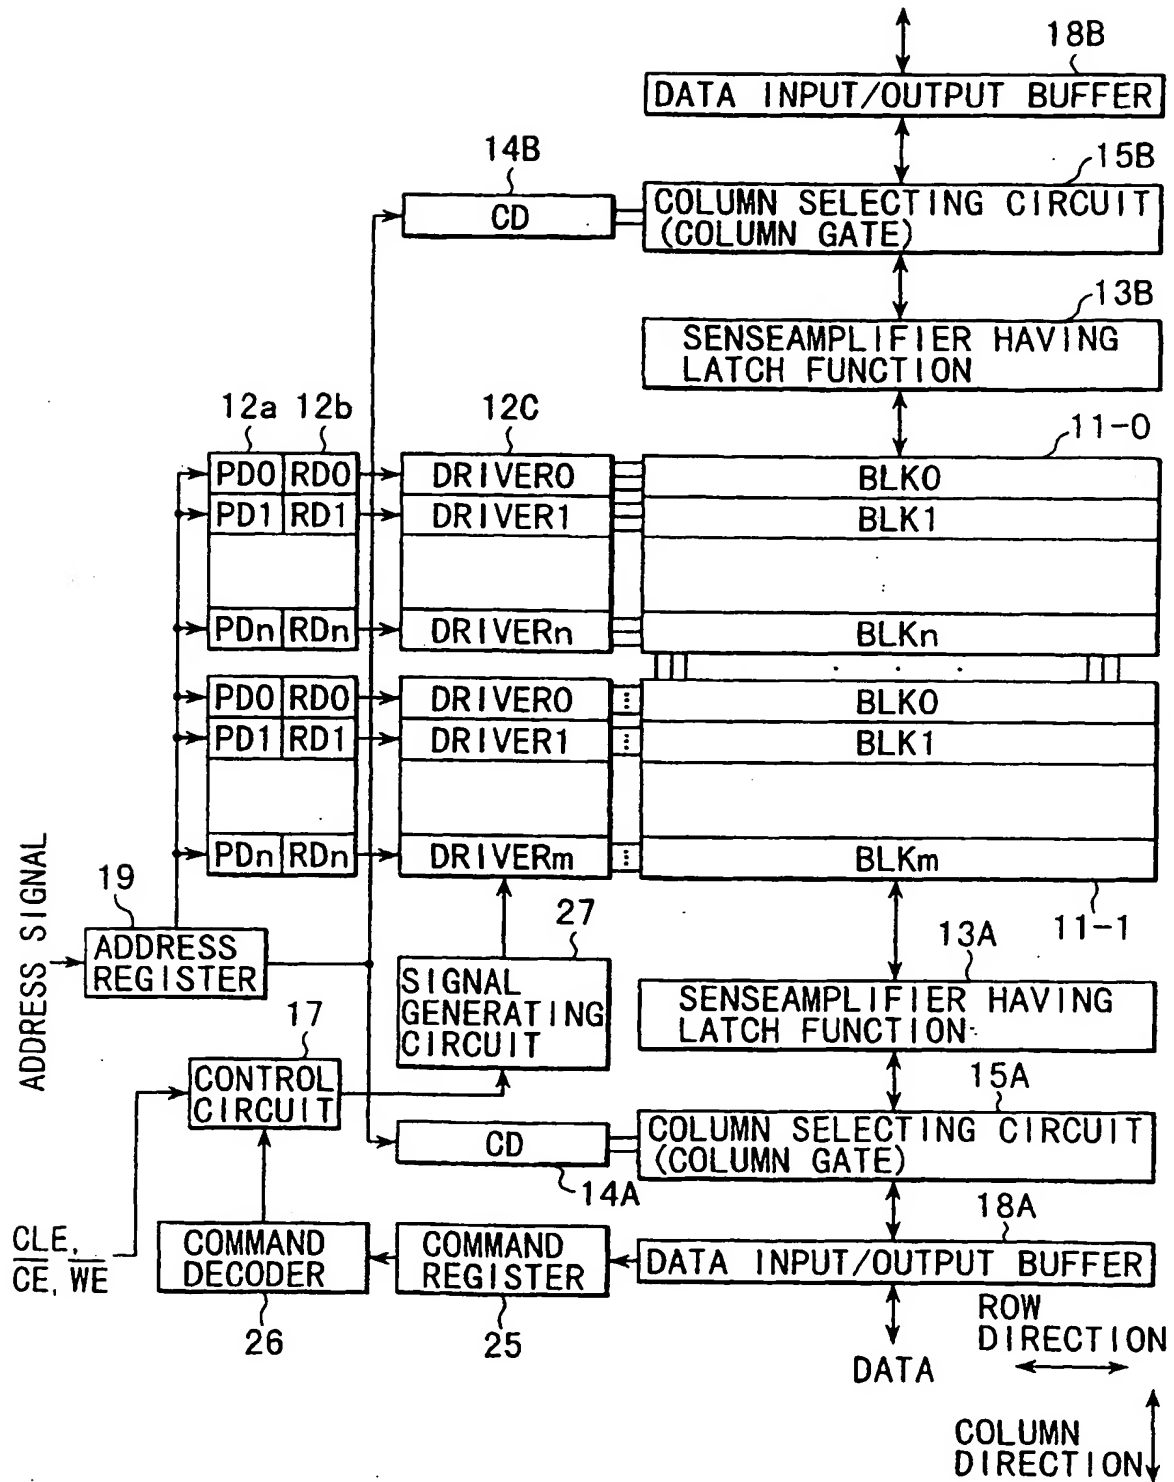 18B
DATA INPUT/OUTPUT BUFFER
14B
15B
CD
COLUMN SELECTING CIRCUIT
(COLUMN GATE)
13B
SENSEAMPLIFIER HAVING
LATCH FUNCTION
12a 12b 12C 11-0
PD0 RD0 DRIVER0 BLK0
PD1 RD1 DRIVER1 BLK1
PDn RDn DRIVERn BLKn
PD0 RD0 DRIVER0 BLK0
PD1 RD1 DRIVER1 BLK1
PDn RDn DRIVERm BLKm
ADDRESS SIGNAL
19
ADDRESS
REGISTER
27
SIGNAL
GENERATING
CIRCUIT
13A
11-1
SENSEAMPLIFIER HAVING
LATCH FUNCTION
17
CONTROL
CIRCUIT
15A
CD
COLUMN SELECTING CIRCUIT
(COLUMN GATE)
14A
18A
CLE,
C̅E̅, W̅E̅
COMMAND
DECODER
COMMAND
REGISTER
DATA INPUT/OUTPUT BUFFER
26
25
DATA
ROW
DIRECTION
COLUMN
DIRECTION